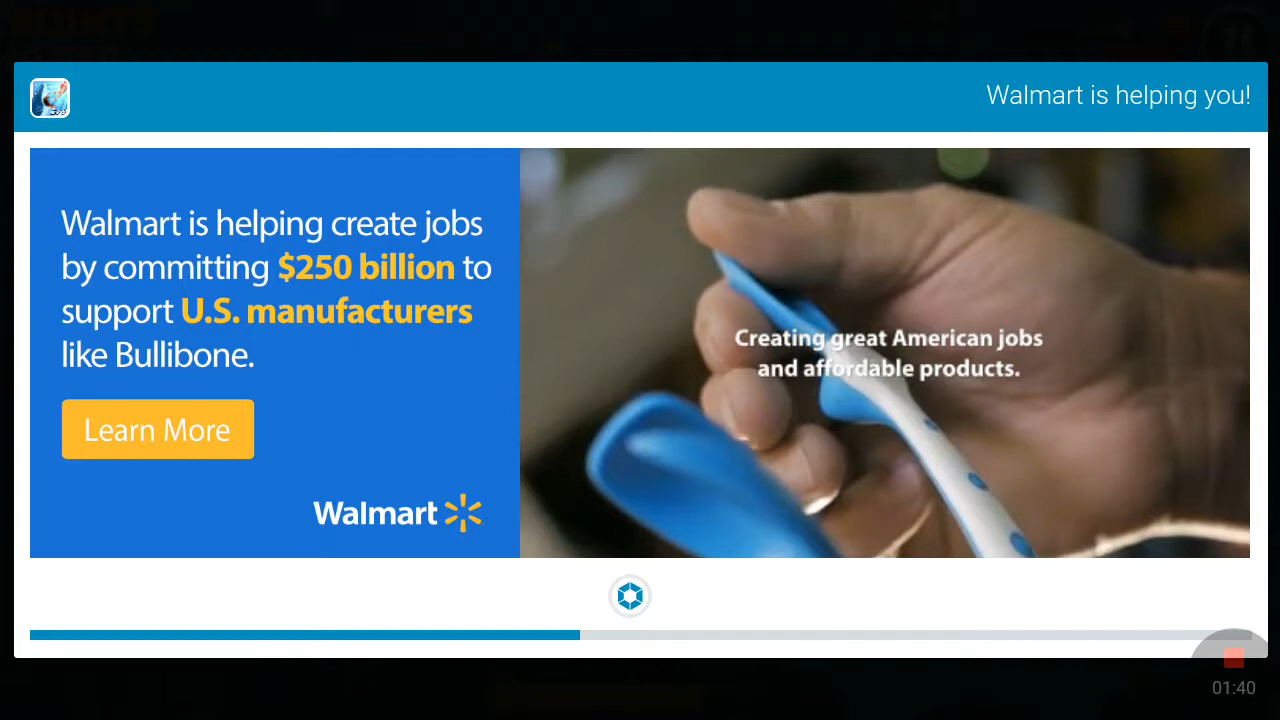 Walmart is helping you!
Walmart is helping create jobs
by committing $250 billion to
support U.S. manufacturers
like Bullibone.
Learn More
Walmart
Creating great American jobs
and affordable products.
01:40